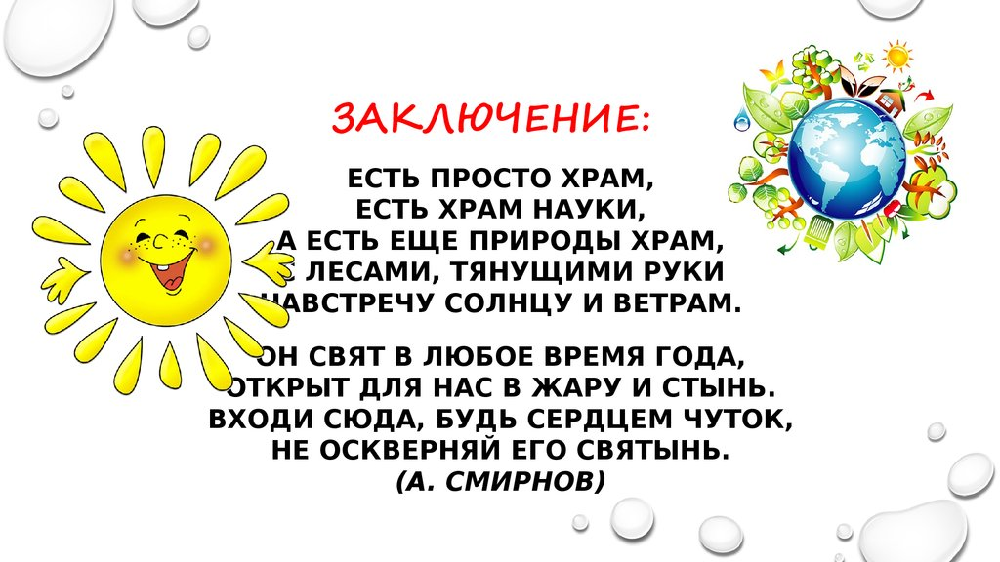 ЗАКЛЮЧЕНИЕ:
ЕСТЬ ПРОСТО ХРАМ,
ЕСТЬ ХРАМ НАУКИ,
А ЕСТЬ ЕЩЕ ПРИРОДЫ ХРАМ,
С ЛЕСАМИ, ТЯНУЩИМИ РУКИ
НАВСТРЕЧУ СОЛНЦУ И ВЕТРАМ.
ОН СВЯТ В ЛЮБОЕ ВРЕМЯ ГОДА,
ОТКРЫТ ДЛЯ НАС В ЖАРУ И СТЫНЬ.
ВХОДИ СЮДА, БУДЬ СЕРДЦЕМ ЧУТОК,
НЕ ОСКВЕРНЯЙ ЕГО СВЯТЫНЬ.
(А. СМИРНОВ)